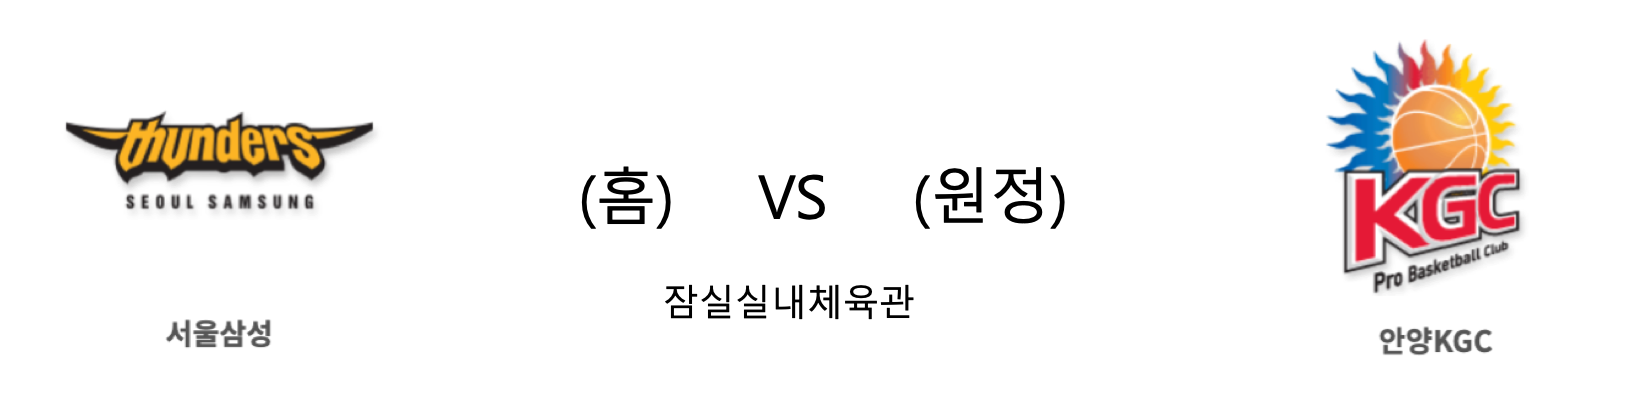 thunders
SEOUL SAMSUNG
서울삼성
(홈) VS (원정)
잠실실내체육관
KGC
Pro Basketball Club
안양KGC